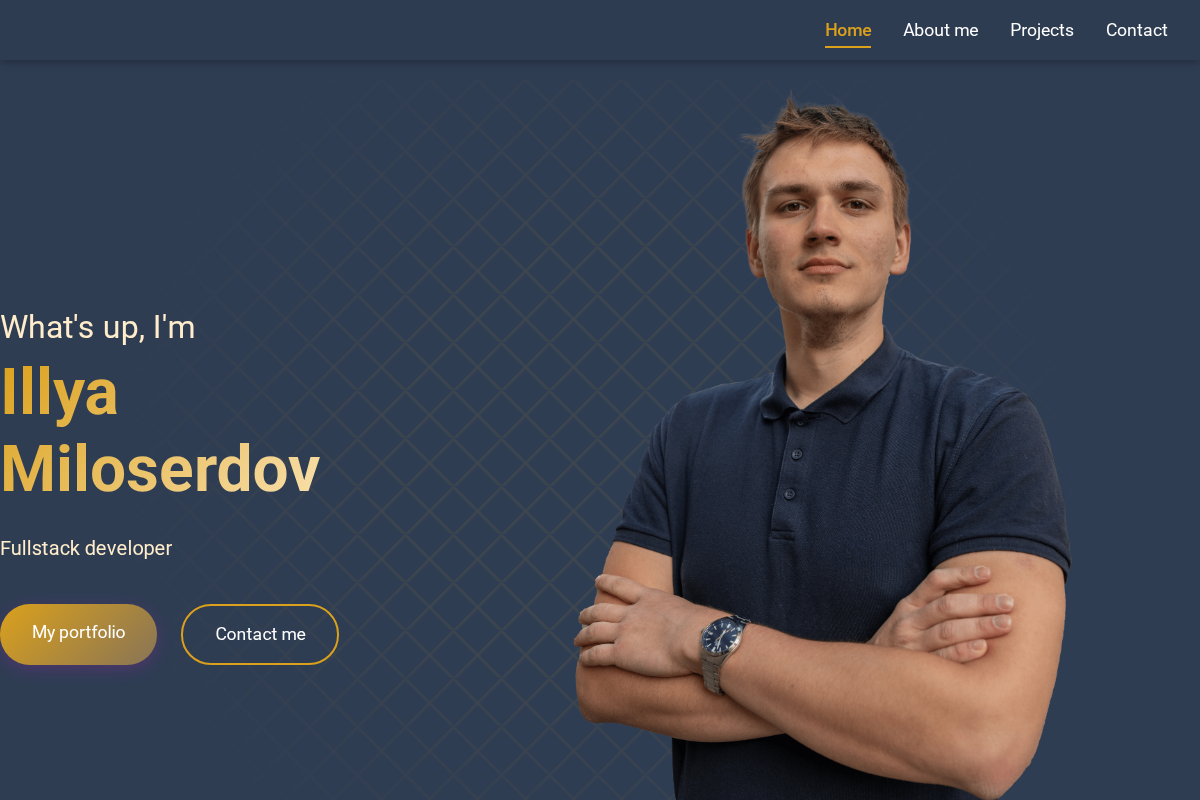 Home About me Projects Contact
What's up, I'm
Illya
Miloserdov
Fullstack developer
My portfolio Contact me